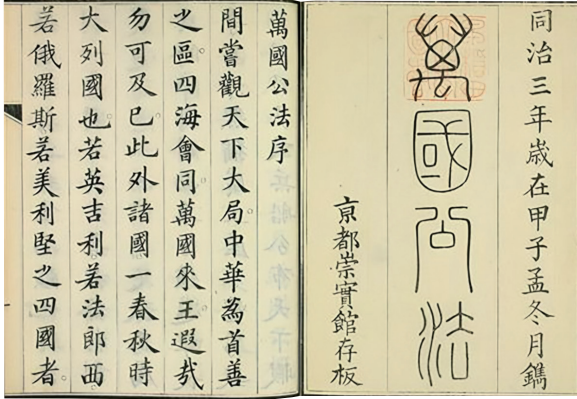 同治三年歲在甲子孟冬月鐫
萬國公法
京都崇實館存板
萬國公法序
間嘗觀天下大局中華為首善
之區四海會同萬國來王遐哉
勿可及已此外諸國一春秋時
大列國也若英吉利若法郎西
若俄羅斯若美利堅之四國者